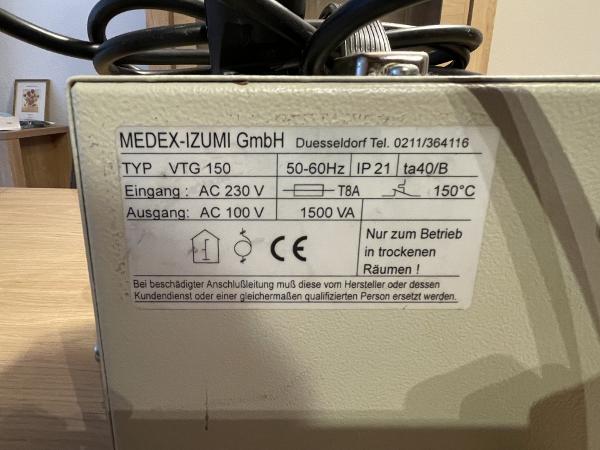 MEDEX-IZUMI GmbH Duesseldorf Tel. 0211/364116
TYP VTG 150 50-60Hz IP 21 ta40/B
Eingang : AC 230 V T8A 150°C
Ausgang: AC 100 V 1500 VA
CE
Nur zum Betrieb
in trockenen
Räumen !
Bei beschädigter Anschlußleitung muß diese vom Hersteller oder dessen
Kundendienst oder einer gleichermaßen qualifizierten Person ersetzt werden.